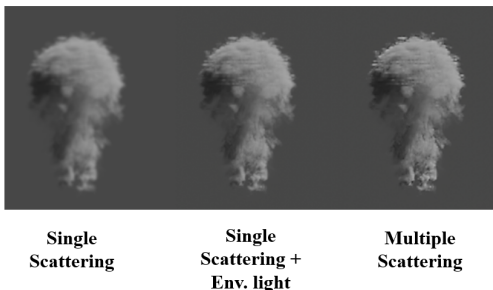 Single
Scattering
Single
Scattering +
Env. light
Multiple
Scattering